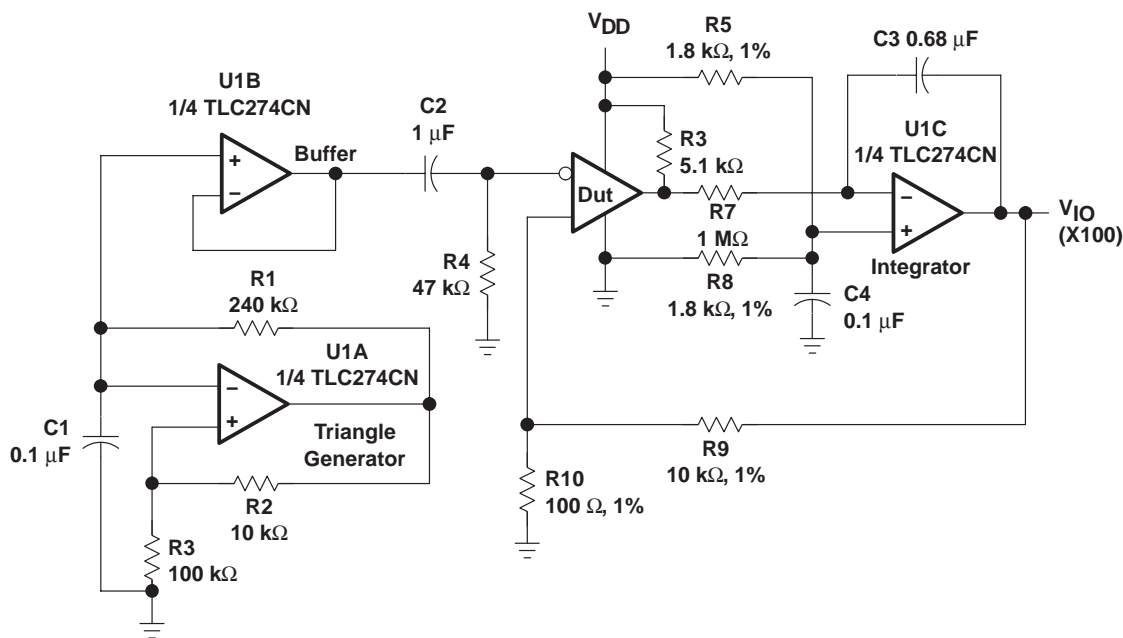 VDD
R5
1.8 kΩ, 1%
C3 0.68 μF
U1B
1/4 TLC274CN
C2
1 μF
Buffer
R3
5.1 kΩ
U1C
1/4 TLC274CN
+
−
Dut
R7
1 MΩ
−
+
VIO
(X100)
Integrator
R4
47 kΩ
R8
1.8 kΩ, 1%
C4
0.1 μF
R1
240 kΩ
U1A
1/4 TLC274CN
−
+
C1
0.1 μF
Triangle
Generator
R9
10 kΩ, 1%
R2
10 kΩ
R10
100 Ω, 1%
R3
100 kΩ